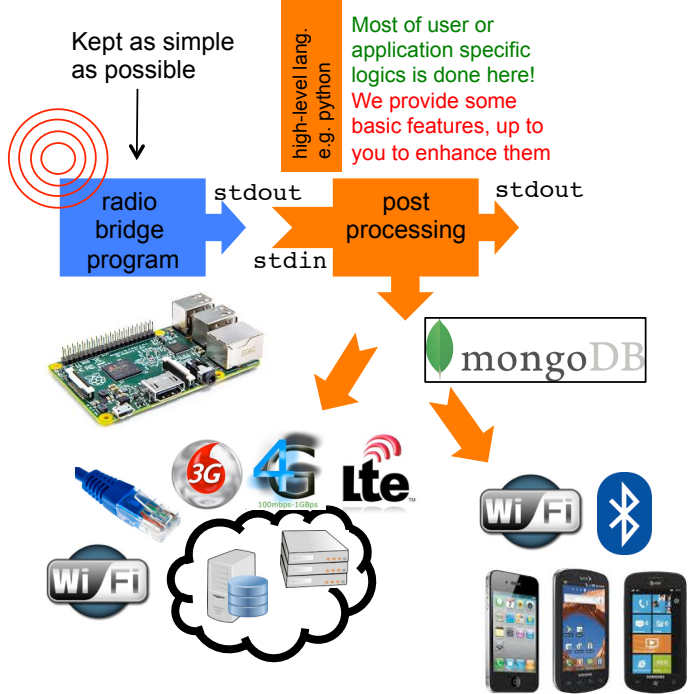 Kept as simple
as possible
high-level lang.
e.g. python
Most of user or
application specific
logics is done here!
We provide some
basic features, up to
you to enhance them
radio
bridge
program
stdout
stdin
post
processing
stdout
mongoDB
3G
4G
100mbps-1GBps
Lte
Wi Fi
Wi Fi